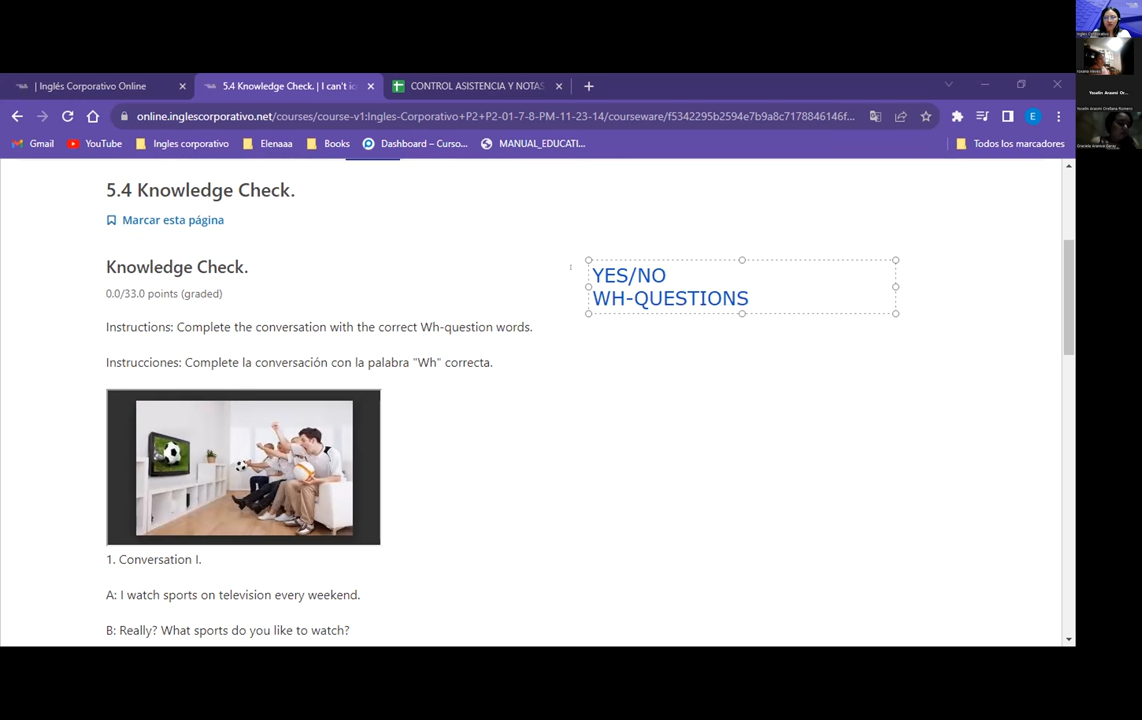 | Inglés Corporativo Online
5.4 Knowledge Check. | I can't i
CONTROL ASISTENCIA Y NOTAS
online.inglescorporativo.net/courses/course-v1:Ingles-Corporativo+P2+P2-01-7-8-PM-11-23-14/courseware/f5342295b2594e7b9a8c7178846146f...
E
Gmail
YouTube
Ingles corporativo
Elenaaa
Books
Dashboard – Curso...
MANUAL_EDUCATI...
Todos los marcadores
5.4 Knowledge Check.
Marcar esta página
Knowledge Check.
0.0/33.0 points (graded)
YES/NO
WH-QUESTIONS
Instructions: Complete the conversation with the correct Wh-question words.
Instrucciones: Complete la conversación con la palabra "Wh" correcta.
1. Conversation I.
A: I watch sports on television every weekend.
B: Really? What sports do you like to watch?